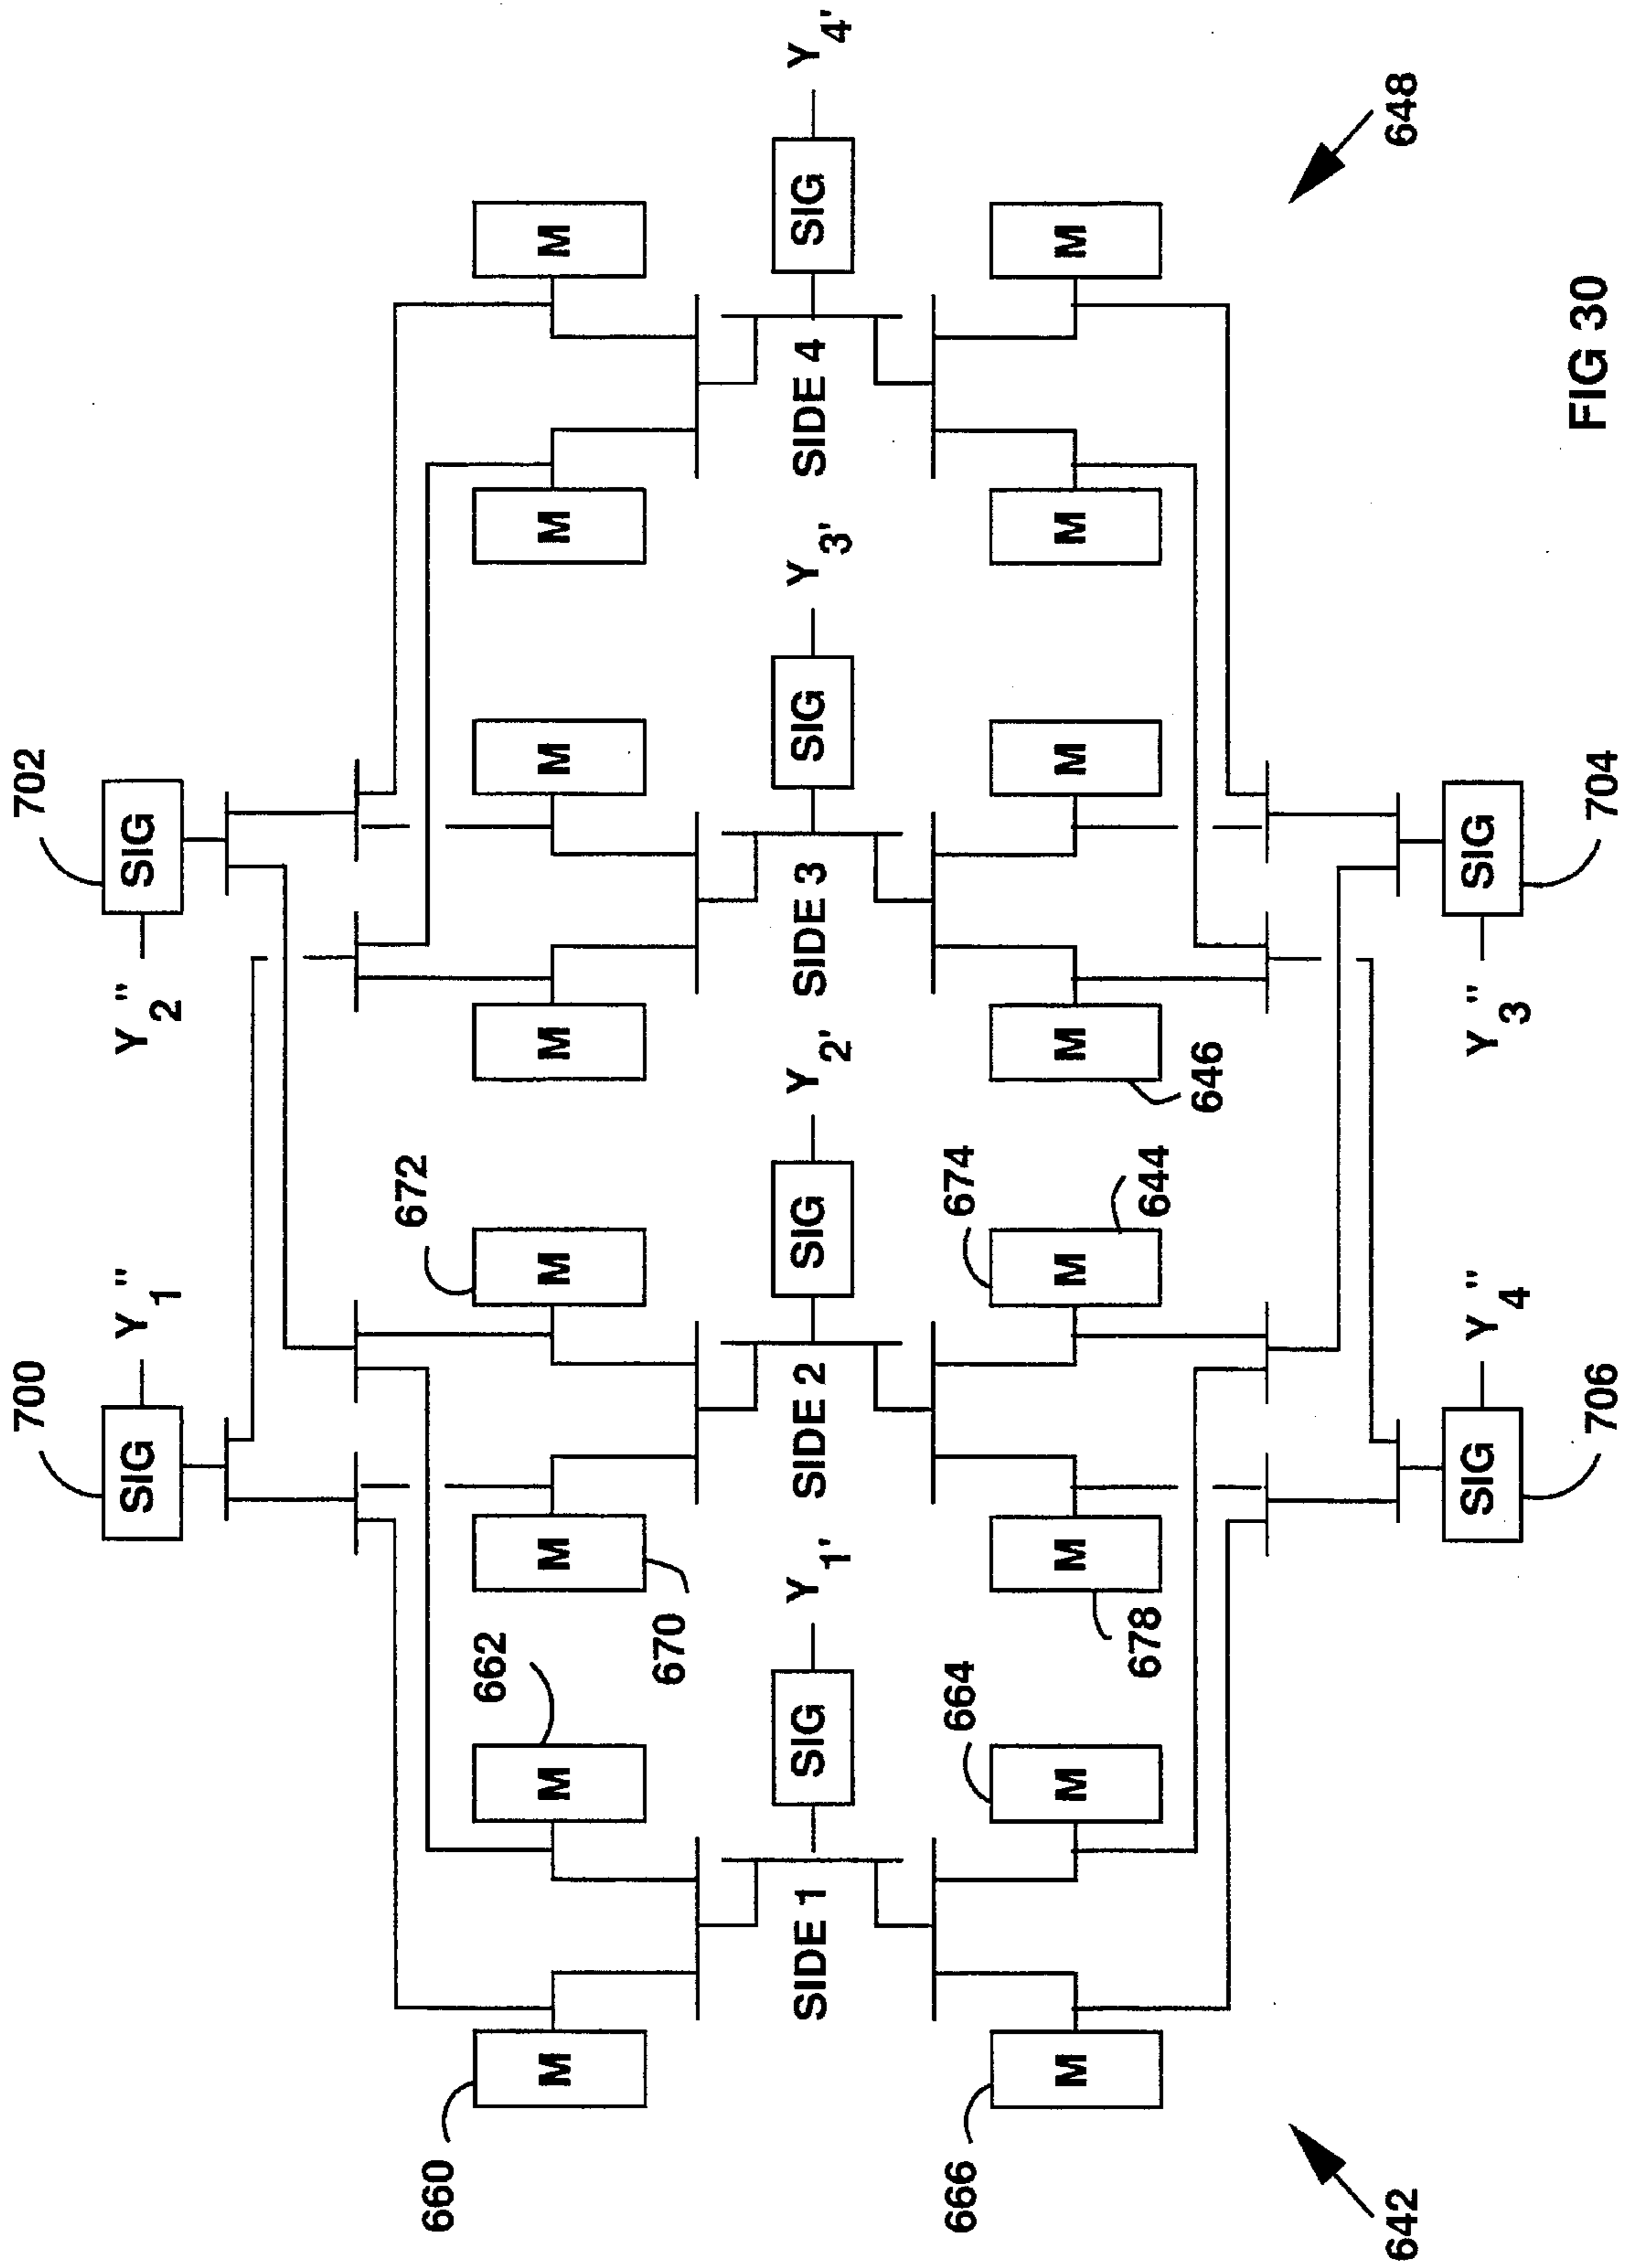 700 702
SIG Y1" Y2" SIG
660 672
662
M M M M M M M M
670
SIDE 1 SIG Y1' SIDE 2 SIG Y2' SIDE 3 SIG Y3' SIDE 4 SIG Y4'
666 664 674
M M M M M M M M
678 644
646
642 648
SIG Y4" Y3" SIG
706 704
FIG 30